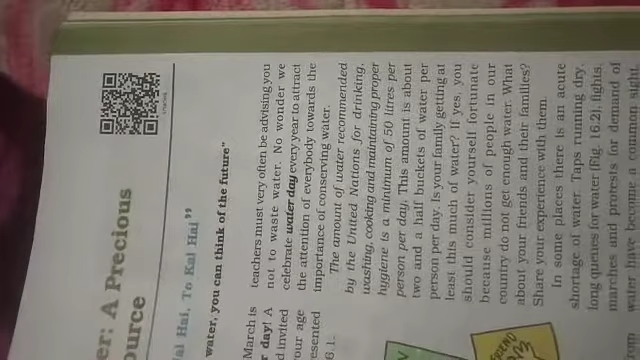 er: A Precious
ource
Hai, To Kal Hai"
water, you can think of the future"
March is
r day! A
d invited
our age
resented
6 1.
teachers must very often be advising you
not to waste water. No wonder we
celebrate water day every year to attract
the attention of everybody towards the
importance of conserving water.
The amount of water recommended
by the United Nations for drinking,
washing, cooking and maintaining proper
hygiene is a minimum of 50 litres per
person per day. This amount is about
two and a half buckets of water per
person per day. Is your family getting at
least this much of water? If yes, you
should consider yourself fortunate
because millions of people in our
country do not get enough water. What
about your friends and their families?
Share your experience with them.
In some places there is an acute
shortage of water. Taps running dry,
long queues for water (Fig. 16.2), fights,
marches and protests for demand of
water have become a common sight,
FRIEND
3